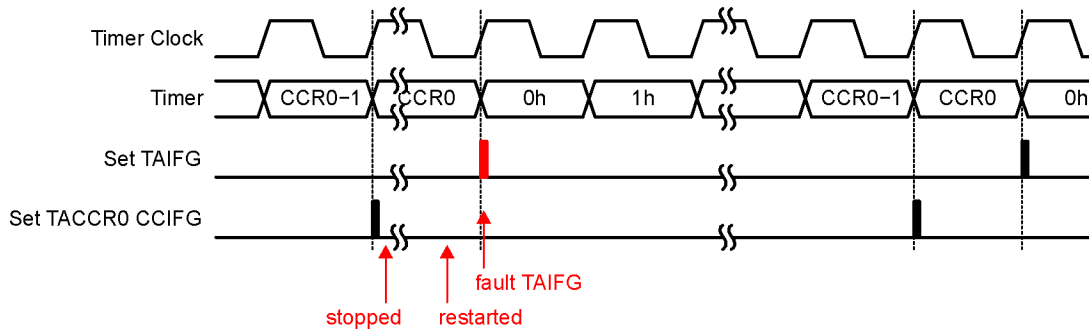 Timer Clock
Timer CCR0−1 CCR0 0h 1h CCR0−1 CCR0 0h
Set TAIFG
Set TACCR0 CCIFG
fault TAIFG
stopped restarted